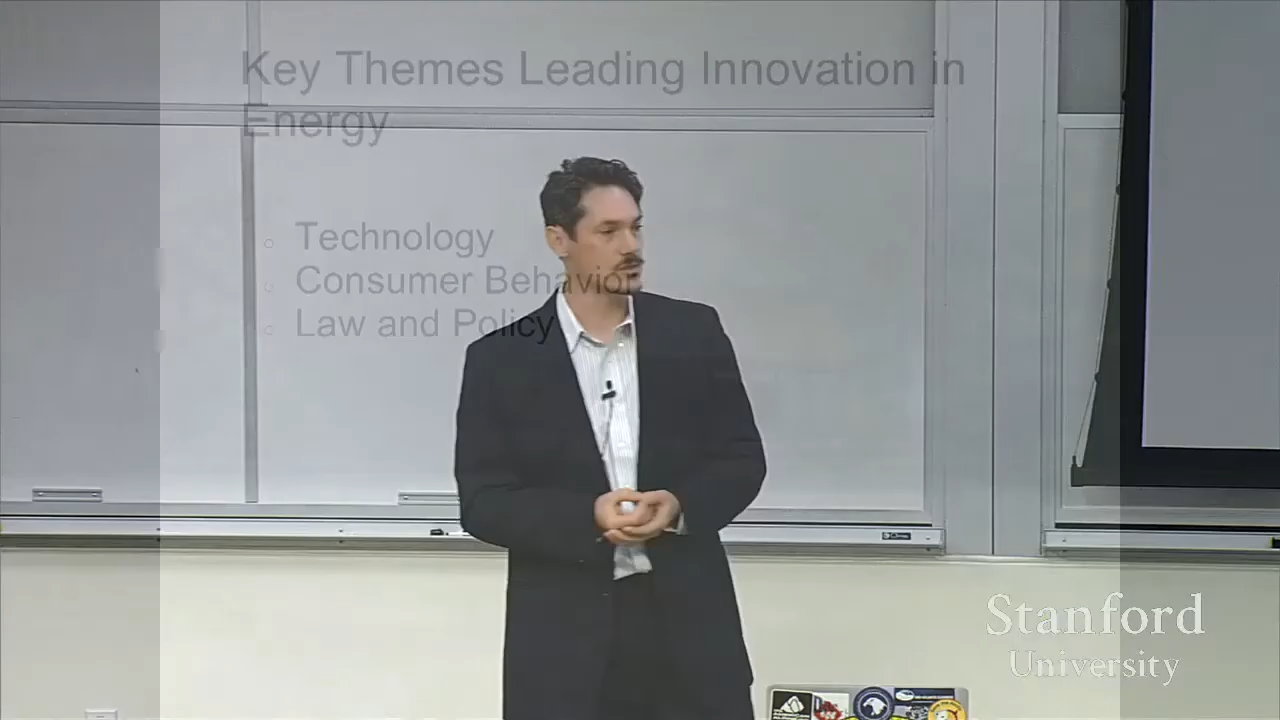 Key Themes Leading Innovation in
Energy
Technology
Consumer Behavior
Law and Policy
Stanford
University